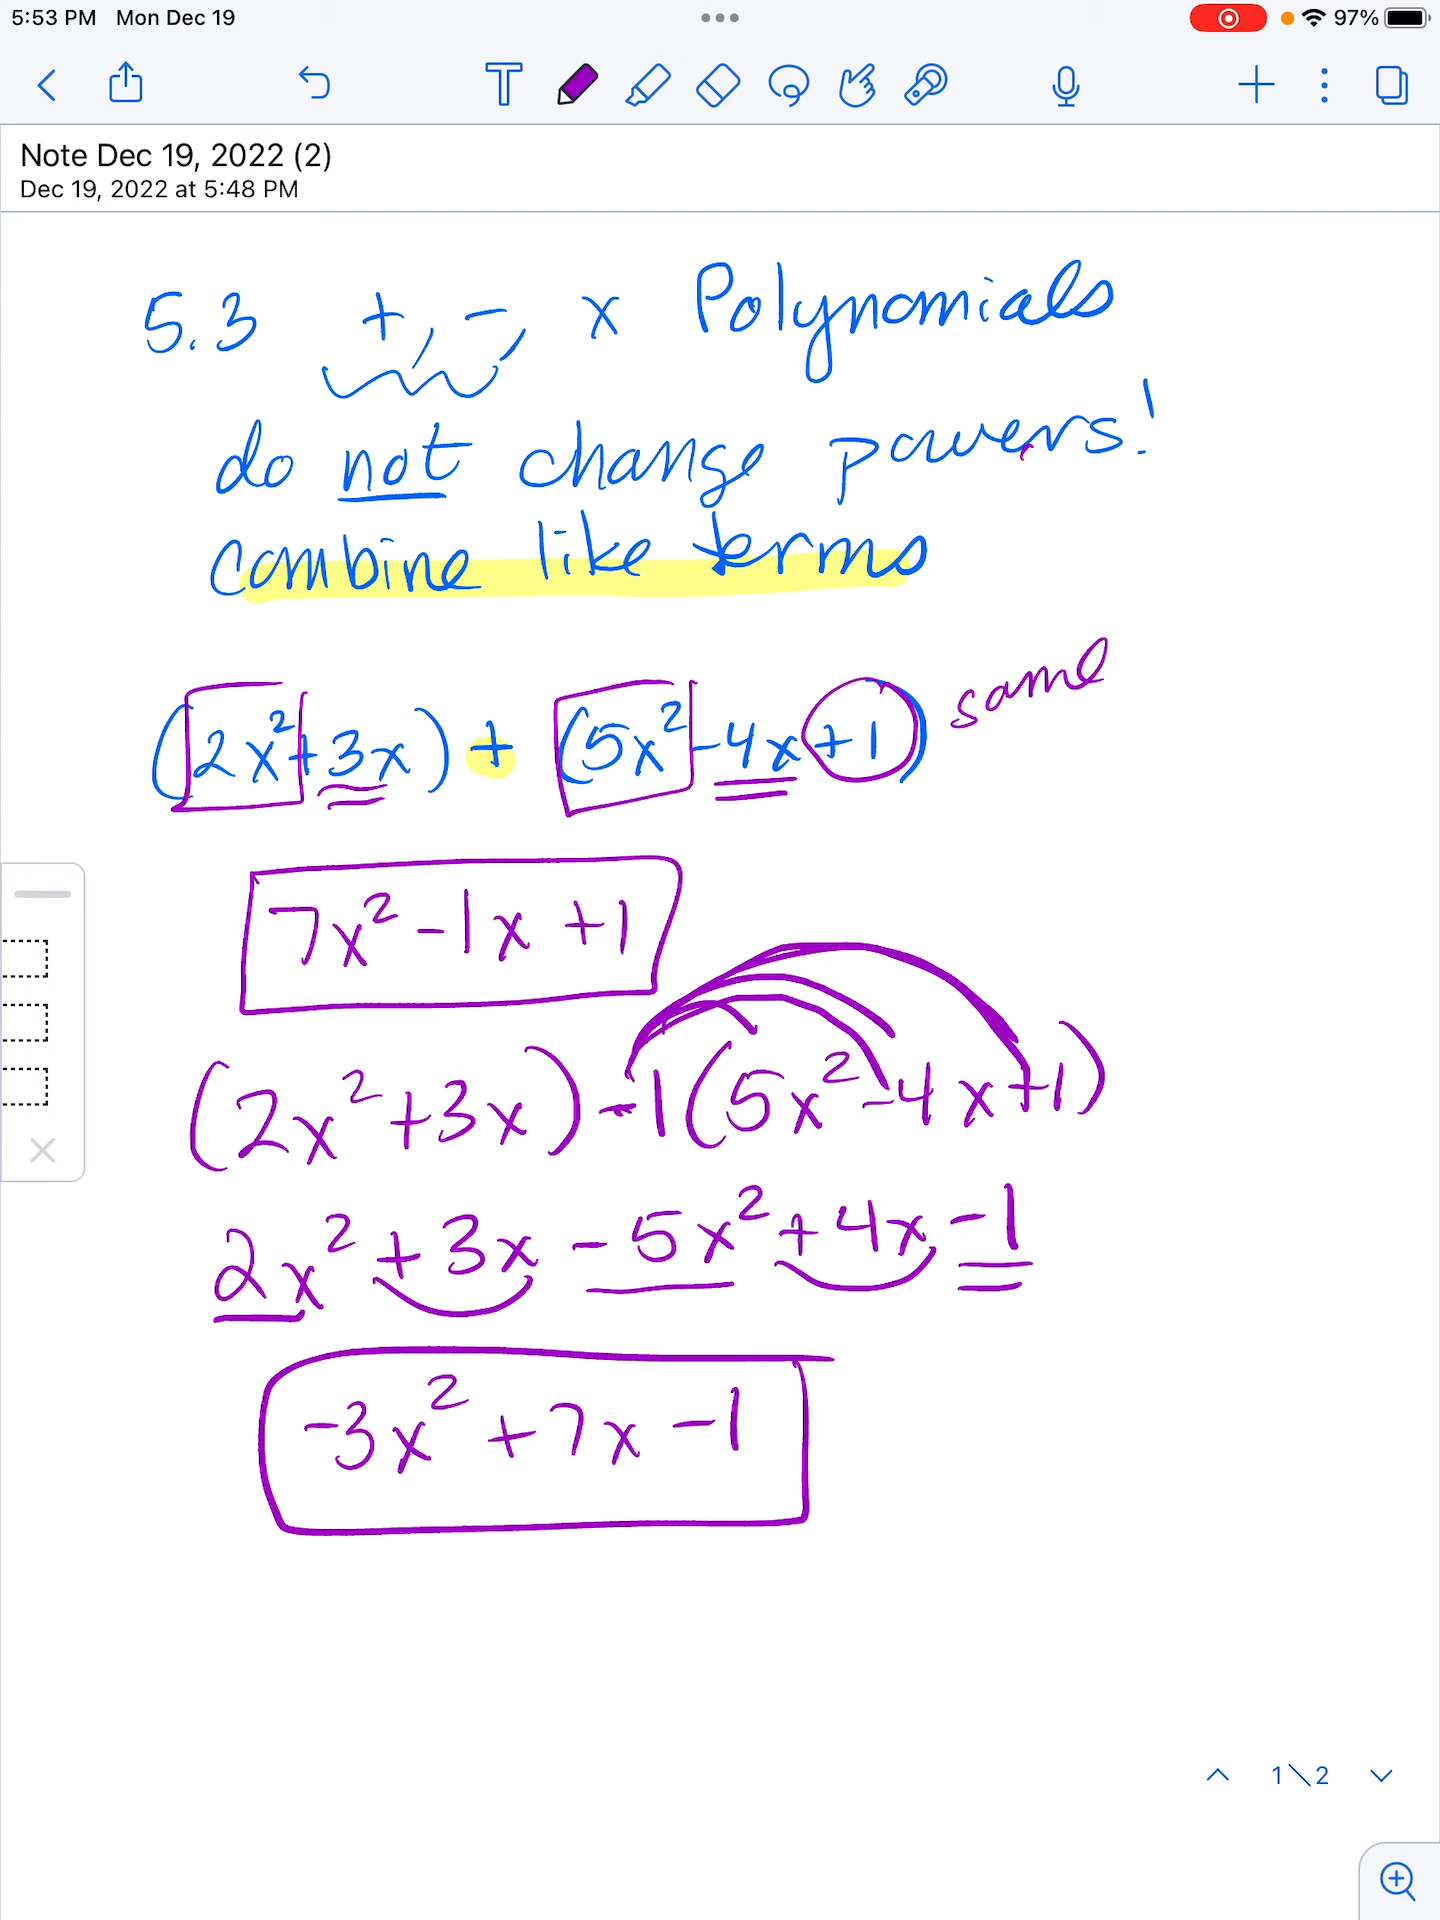 5:53 PM Mon Dec 19
97%
T
Note Dec 19, 2022 (2)
Dec 19, 2022 at 5:48 PM
5.3 +, -, x Polynomials
do not change powers!
combine like terms
(2x²+3x) + (5x²-4x+1) same
7x² - 1x + 1
(2x²+3x) - 1(5x²-4x+1)
2x² + 3x - 5x² + 4x - 1
-3x² + 7x - 1
1\2